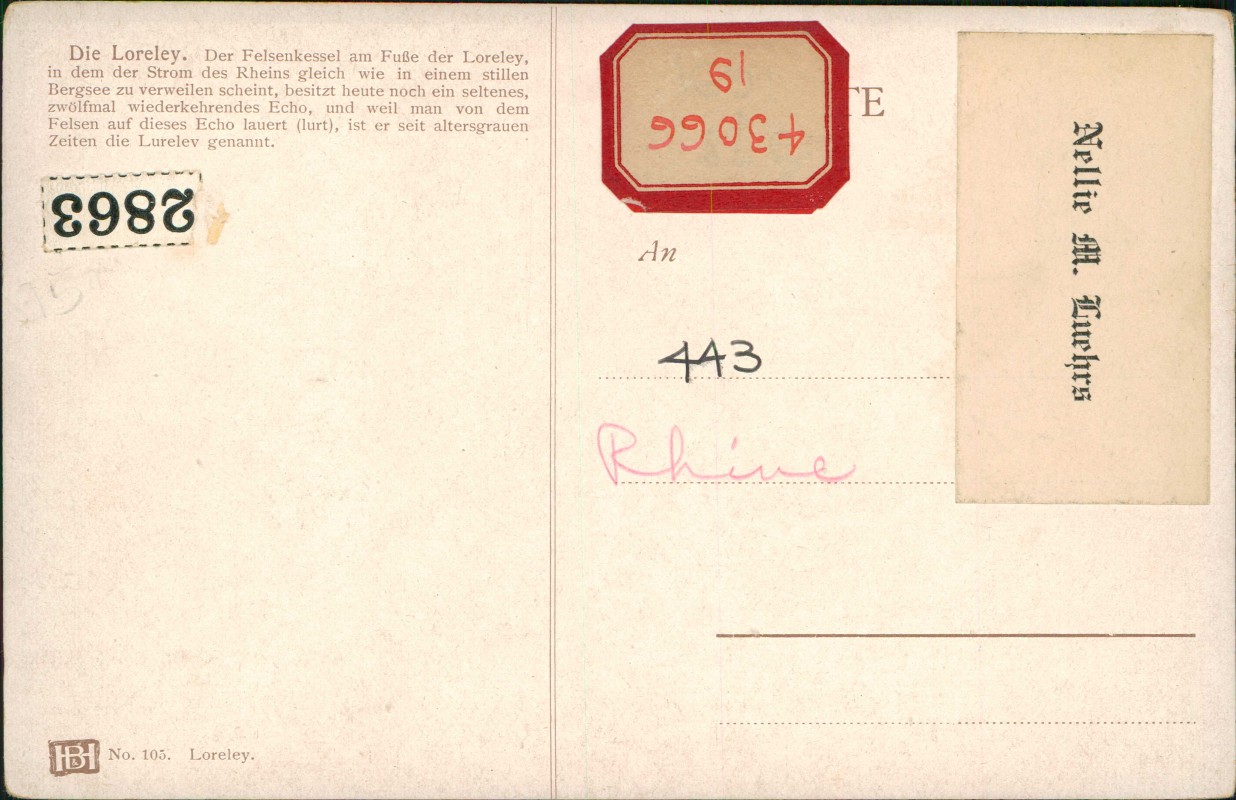 Die Loreley. Der Felsenkessel am Fuße der Loreley,
in dem der Strom des Rheins gleich wie in einem stillen
Bergsee zu verweilen scheint, besitzt heute noch ein seltenes,
zwölfmal wiederkehrendes Echo, und weil man von dem
Felsen auf dieses Echo lauert (lurt), ist er seit altersgrauen
Zeiten die Lureley genannt.
2863
No. 105. Loreley.
H&BH
43066
19
TE
An
443
Rhine
Nellie M. Luehrs